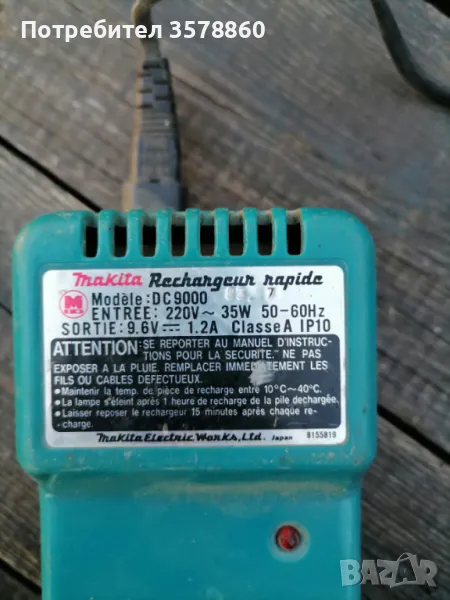 Потребител 3578860
Makita Rechargeur rapide
M Modèle: DC9000
ENTREE: 220V~ 35W 50-60Hz
SORTIE: 9.6V⎓ 1.2A Classe A IP10
ATTENTION: SE REPORTER AU MANUEL D'INSTRUC-
TIONS POUR LA SECURITE. NE PAS
EXPOSER A LA PLUIE. REMPLACER IMMEDIATEMENT LES
FILS OU CABLES DEFECTUEUX.
●Maintenir la temp. de pièce de recharge entre 10°C~40°C.
●La lampe s'éteint après 1 heure de recharge de la pile dechargée.
●Laisser reposer le rechargeur 15 minutes après chaque re-
charge.
Makita Electric Works, Ltd. Japan 8155819
BAZAR